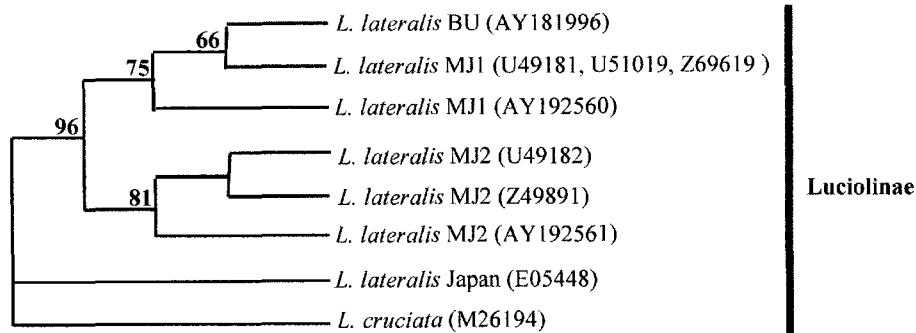 66
75
96
81
L. lateralis BU (AY181996)
L. lateralis MJ1 (U49181, U51019, Z69619 )
L. lateralis MJ1 (AY192560)
L. lateralis MJ2 (U49182)
L. lateralis MJ2 (Z49891)
L. lateralis MJ2 (AY192561)
L. lateralis Japan (E05448)
L. cruciata (M26194)
Luciolinae